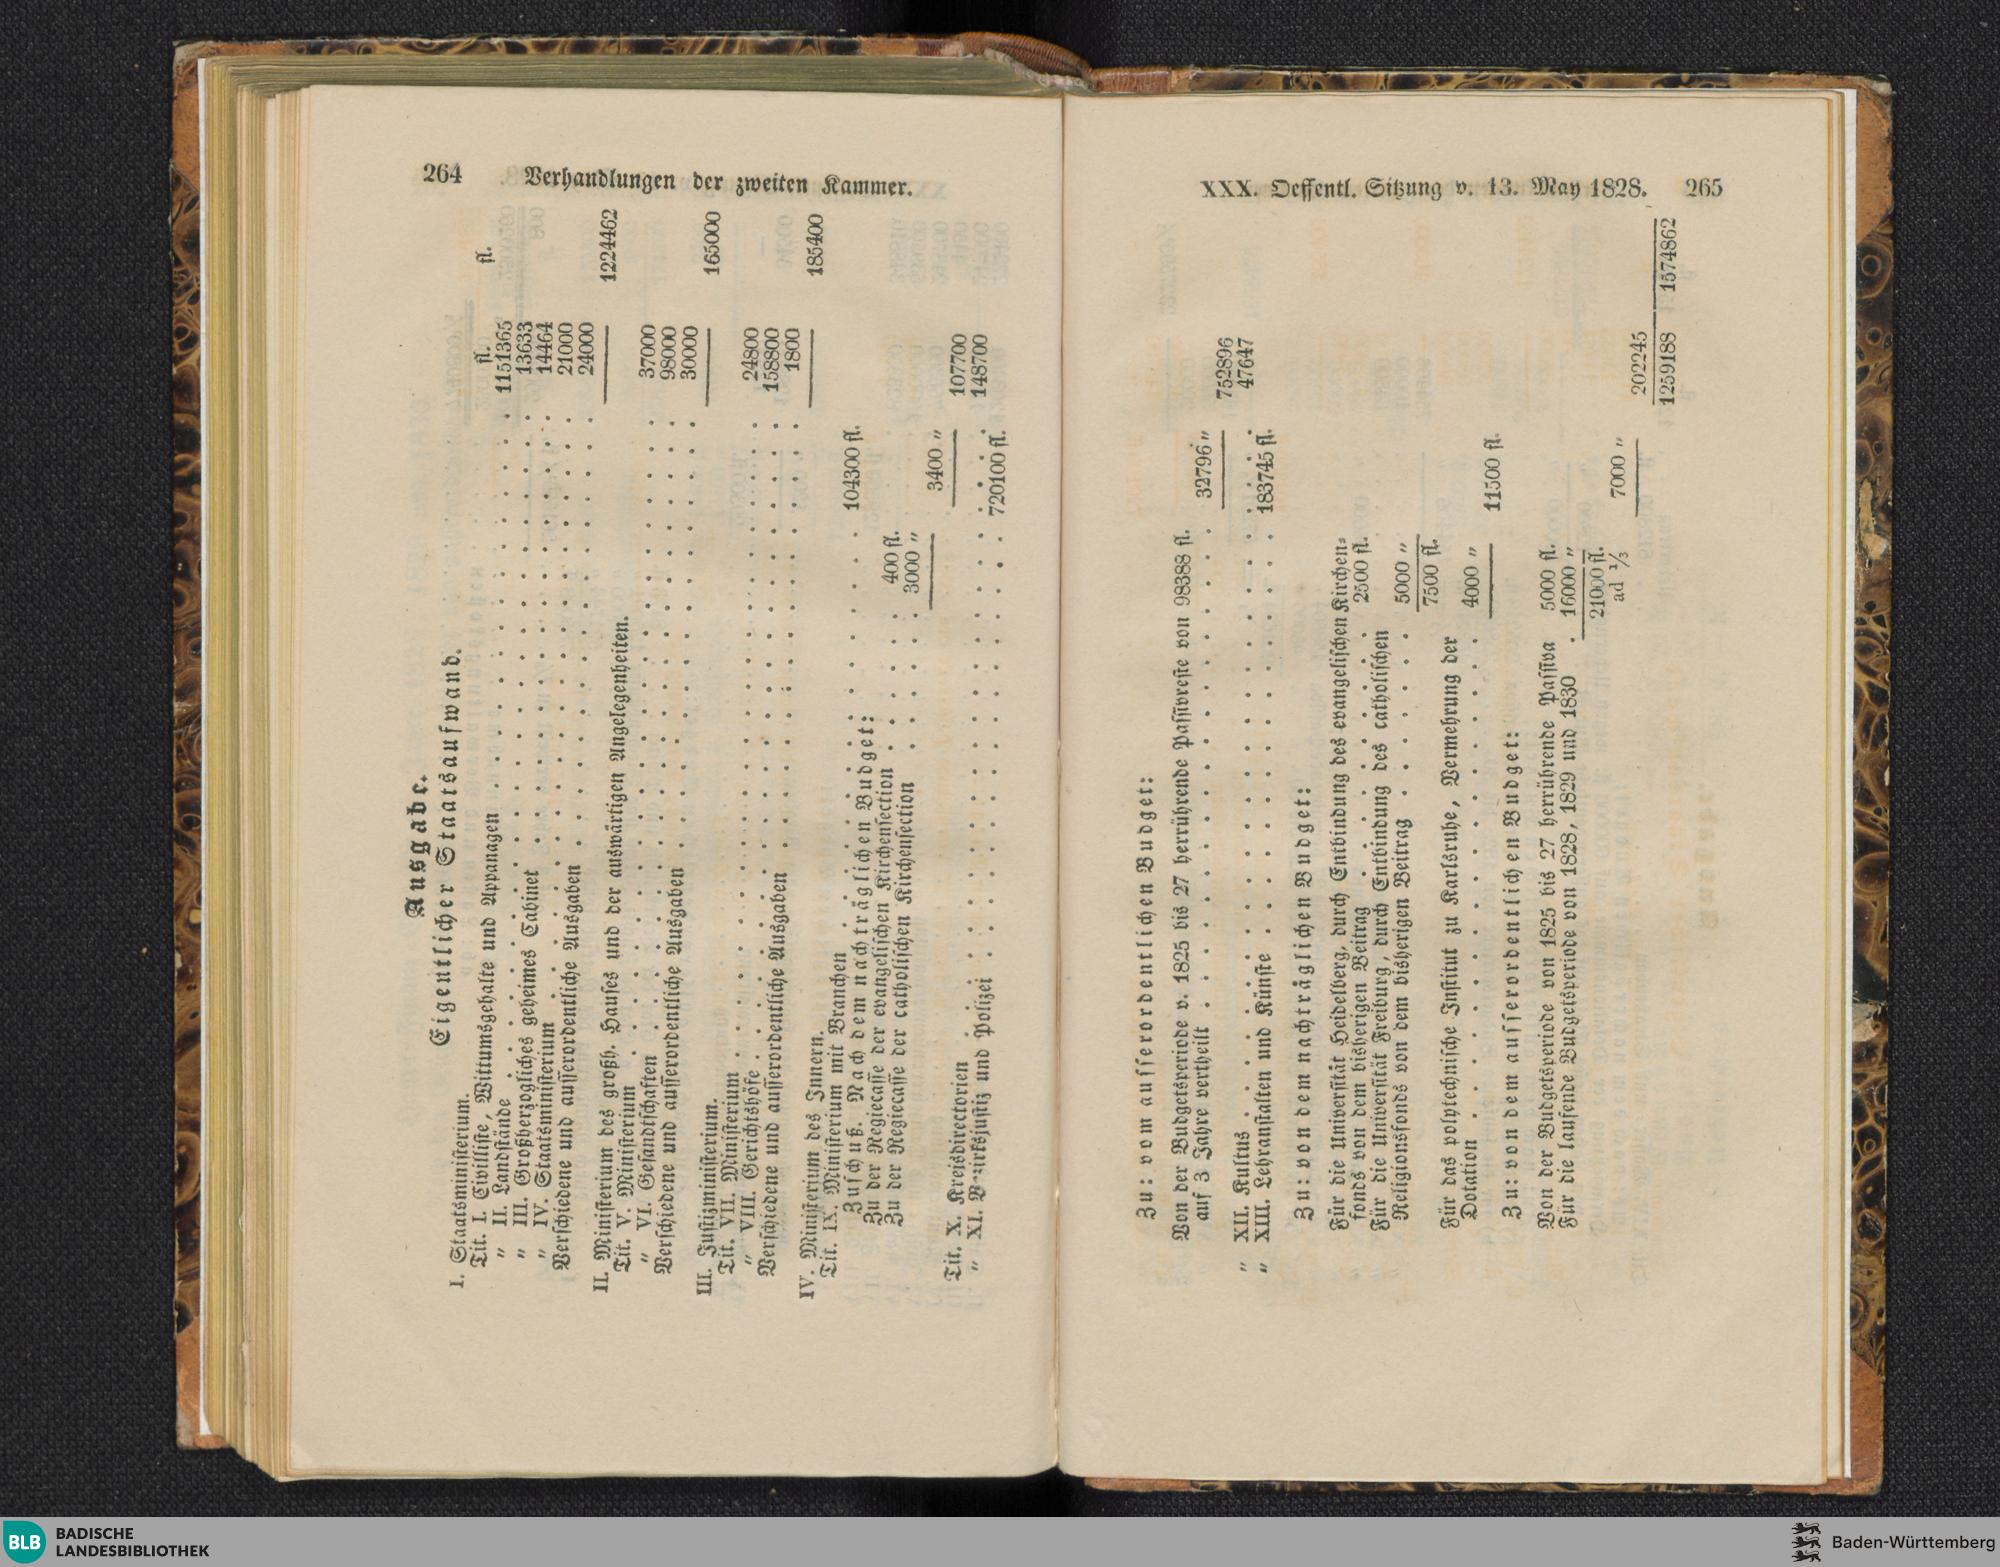 264 Verhandlungen der zweiten Kammer.
Ausgabe.
Eigentlicher Staatsaufwand.
I. Staatsministerium. fl. fl.
Tit. I. Civilliste, Wittumsgehalte und Appanagen . . . . 1151365
„ II. Landstände . . . . 13633
„ III. Großherzogliches geheimes Cabinet . . . . 14464
„ IV. Staatsministerium . . . . 21000
Verschiedene und ausserordentliche Ausgaben . . . . 24000
1224462
II. Ministerium des großh. Hauses und der auswärtigen Angelegenheiten.
Tit. V. Ministerium . . . . 37000
„ VI. Gesandtschaften . . . . 98000
Verschiedene und ausserordentliche Ausgaben . . . . 30000
165000
III. Justizministerium.
Tit. VII. Ministerium . . . . 24800
„ VIII. Gerichtshöfe . . . . 158800
Verschiedene und ausserordentliche Ausgaben . . . . 1800
185400
IV. Ministerium des Innern.
Tit. IX. Ministerium mit Branchen . . . . 104300 fl.
Zuschuß. Nach dem nachträglichen Budget:
Zu der Regiecasse der evangelischen Kirchensection . . 400 fl.
Zu der Regiecasse der catholischen Kirchensection . . 3000 „
3400 „
107700
Tit. X. Kreisdirectorien . . . . 148700
„ XI. Bezirksjustiz und Polizei . . . . 720100 fl.
XXX. Oeffentl. Sitzung v. 13. May 1828. 265
Zu: vom ausserordentlichen Budget:
Von der Budgetsperiode v. 1825 bis 27 herrührende Passivreste von 98388 fl.
auf 3 Jahre vertheilt . . . . 32796 „
752896
„ XII. Kultus . . . . 47647
„ XIII. Lehranstalten und Künste . . . . 183745 fl.
Zu: von dem nachträglichen Budget:
Für die Universität Heidelberg, durch Entbindung des evangelischen Kirchen-
fonds von dem bisherigen Beitrag . . . . 2500 fl.
Für die Universität Freiburg, durch Entbindung des catholischen
Religionsfonds von dem bisherigen Beitrag . . . . 5000 „
7500 fl.
Für das polytechnische Institut zu Karlsruhe, Vermehrung der
Dotation . . . . 4000 „
11500 fl.
Zu: von dem ausserordentlichen Budget:
Von der Budgetsperiode von 1825 bis 27 herrührende Passiva 5000 fl.
Für die laufende Budgetsperiode von 1828, 1829 und 1830 . 16000 „
21000 fl.
ad 1/3 7000 „
202245
1259188 1574862
BLB BADISCHE
LANDESBIBLIOTHEK
Baden-Württemberg